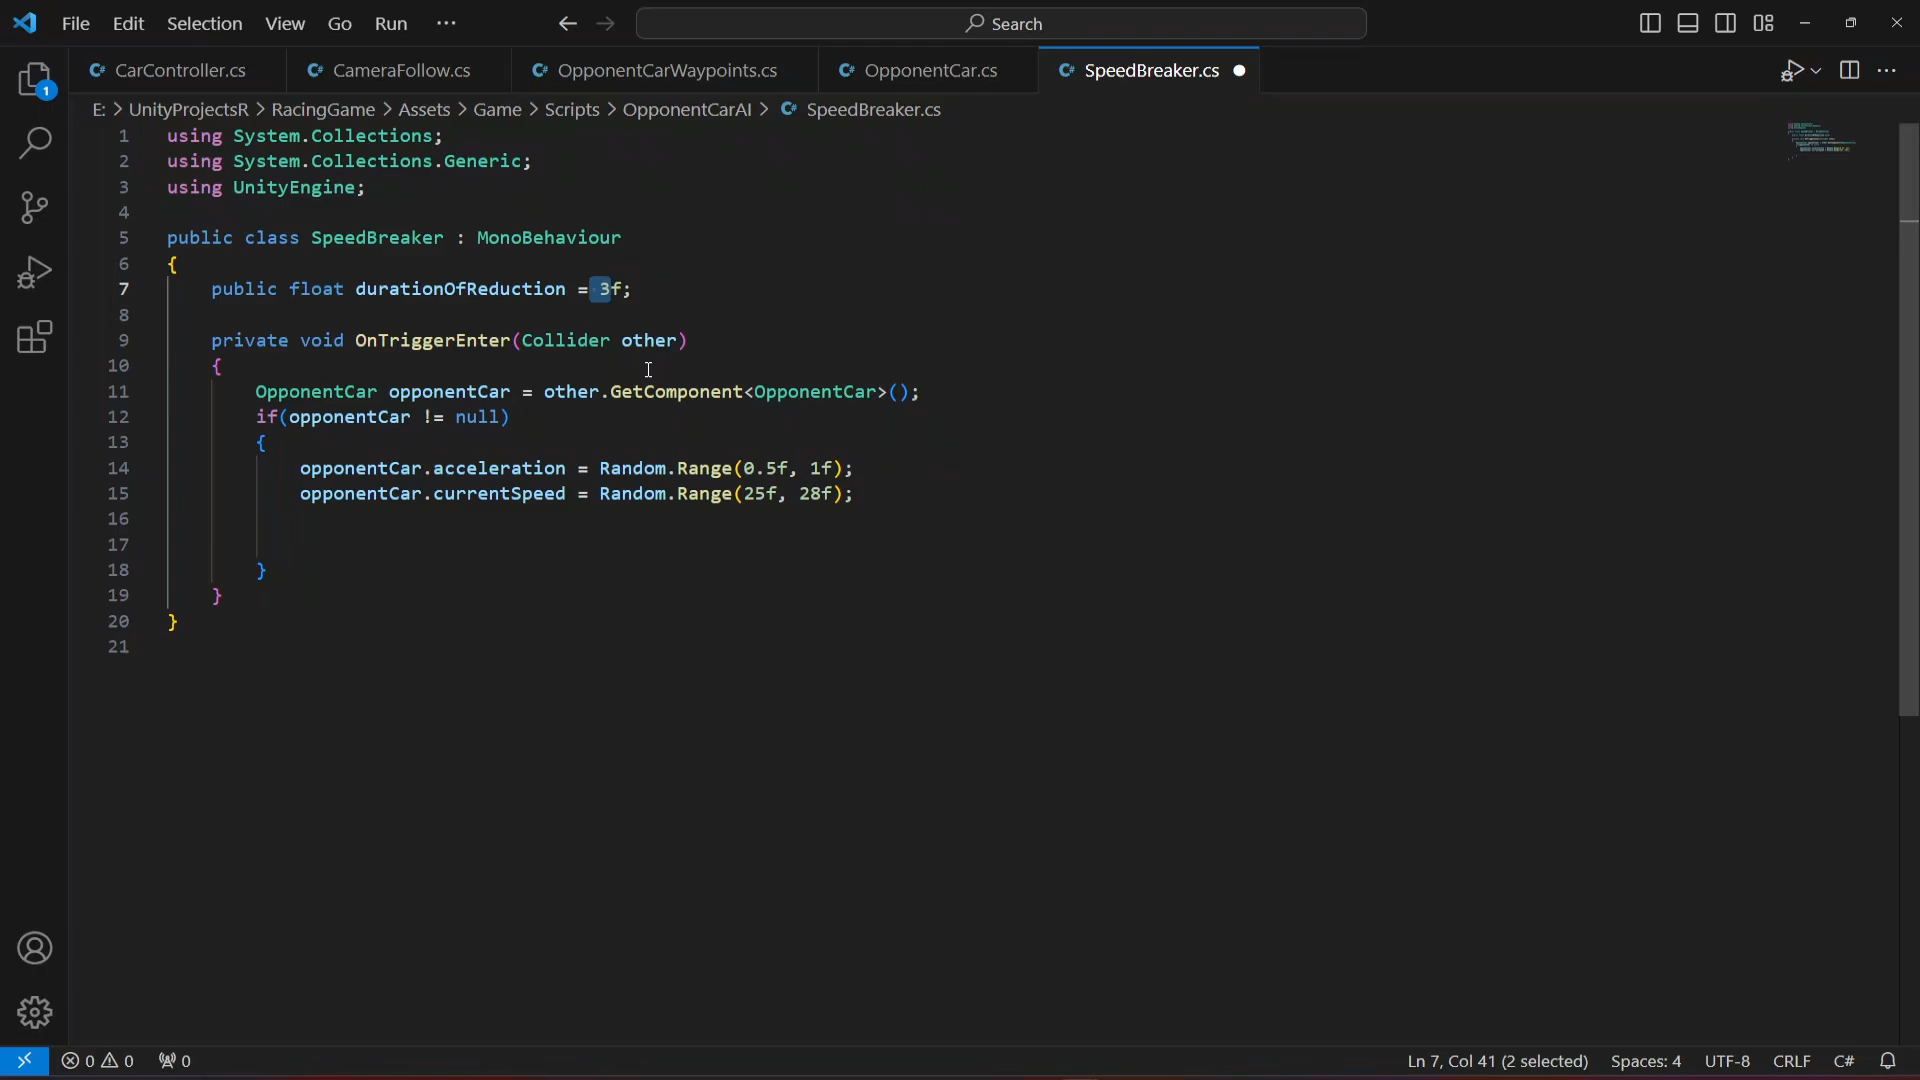 File Edit Selection View Go Run ··· Search
CarController.cs CameraFollow.cs OpponentCarWaypoints.cs OpponentCar.cs SpeedBreaker.cs
E: > UnityProjectsR > RacingGame > Assets > Game > Scripts > OpponentCarAI > SpeedBreaker.cs
1 using System.Collections;
2 using System.Collections.Generic;
3 using UnityEngine;
4
5 public class SpeedBreaker : MonoBehaviour
6 {
7 public float durationOfReduction = 3f;
8
9 private void OnTriggerEnter(Collider other)
10 {
11 OpponentCar opponentCar = other.GetComponent<OpponentCar>();
12 if(opponentCar != null)
13 {
14 opponentCar.acceleration = Random.Range(0.5f, 1f);
15 opponentCar.currentSpeed = Random.Range(25f, 28f);
16
17
18 }
19 }
20 }
21
1
0 0 0 Ln 7, Col 41 (2 selected) Spaces: 4 UTF-8 CRLF C#